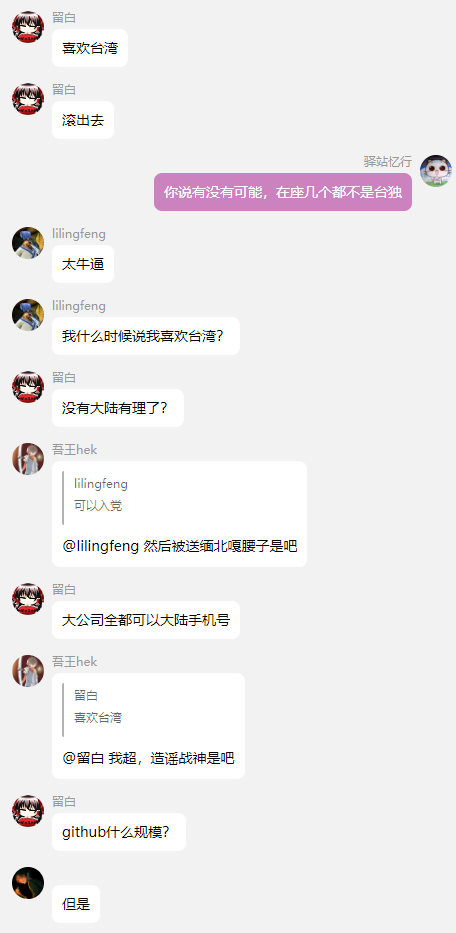 留白
喜欢台湾
留白
滚出去
驿站忆行
你说有没有可能，在座几个都不是台独
lilingfeng
太牛逼
lilingfeng
我什么时候说我喜欢台湾？
留白
没有大陆有理了？
吾王hek
lilingfeng
可以入党
@lilingfeng 然后被送缅北嘎腰子是吧
留白
大公司全都可以大陆手机号
吾王hek
留白
喜欢台湾
@留白 我超，造谣战神是吧
留白
github什么规模？
但是